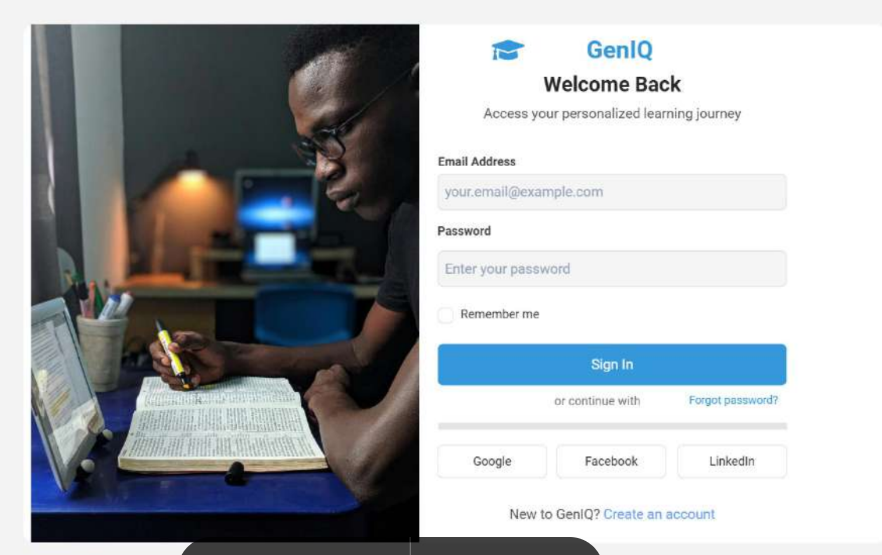 GenIQ
Welcome Back
Access your personalized learning journey
Email Address
your.email@example.com
Password
Enter your password
Remember me
Sign In
or continue with Forgot password?
Google Facebook LinkedIn
New to GenIQ? Create an account